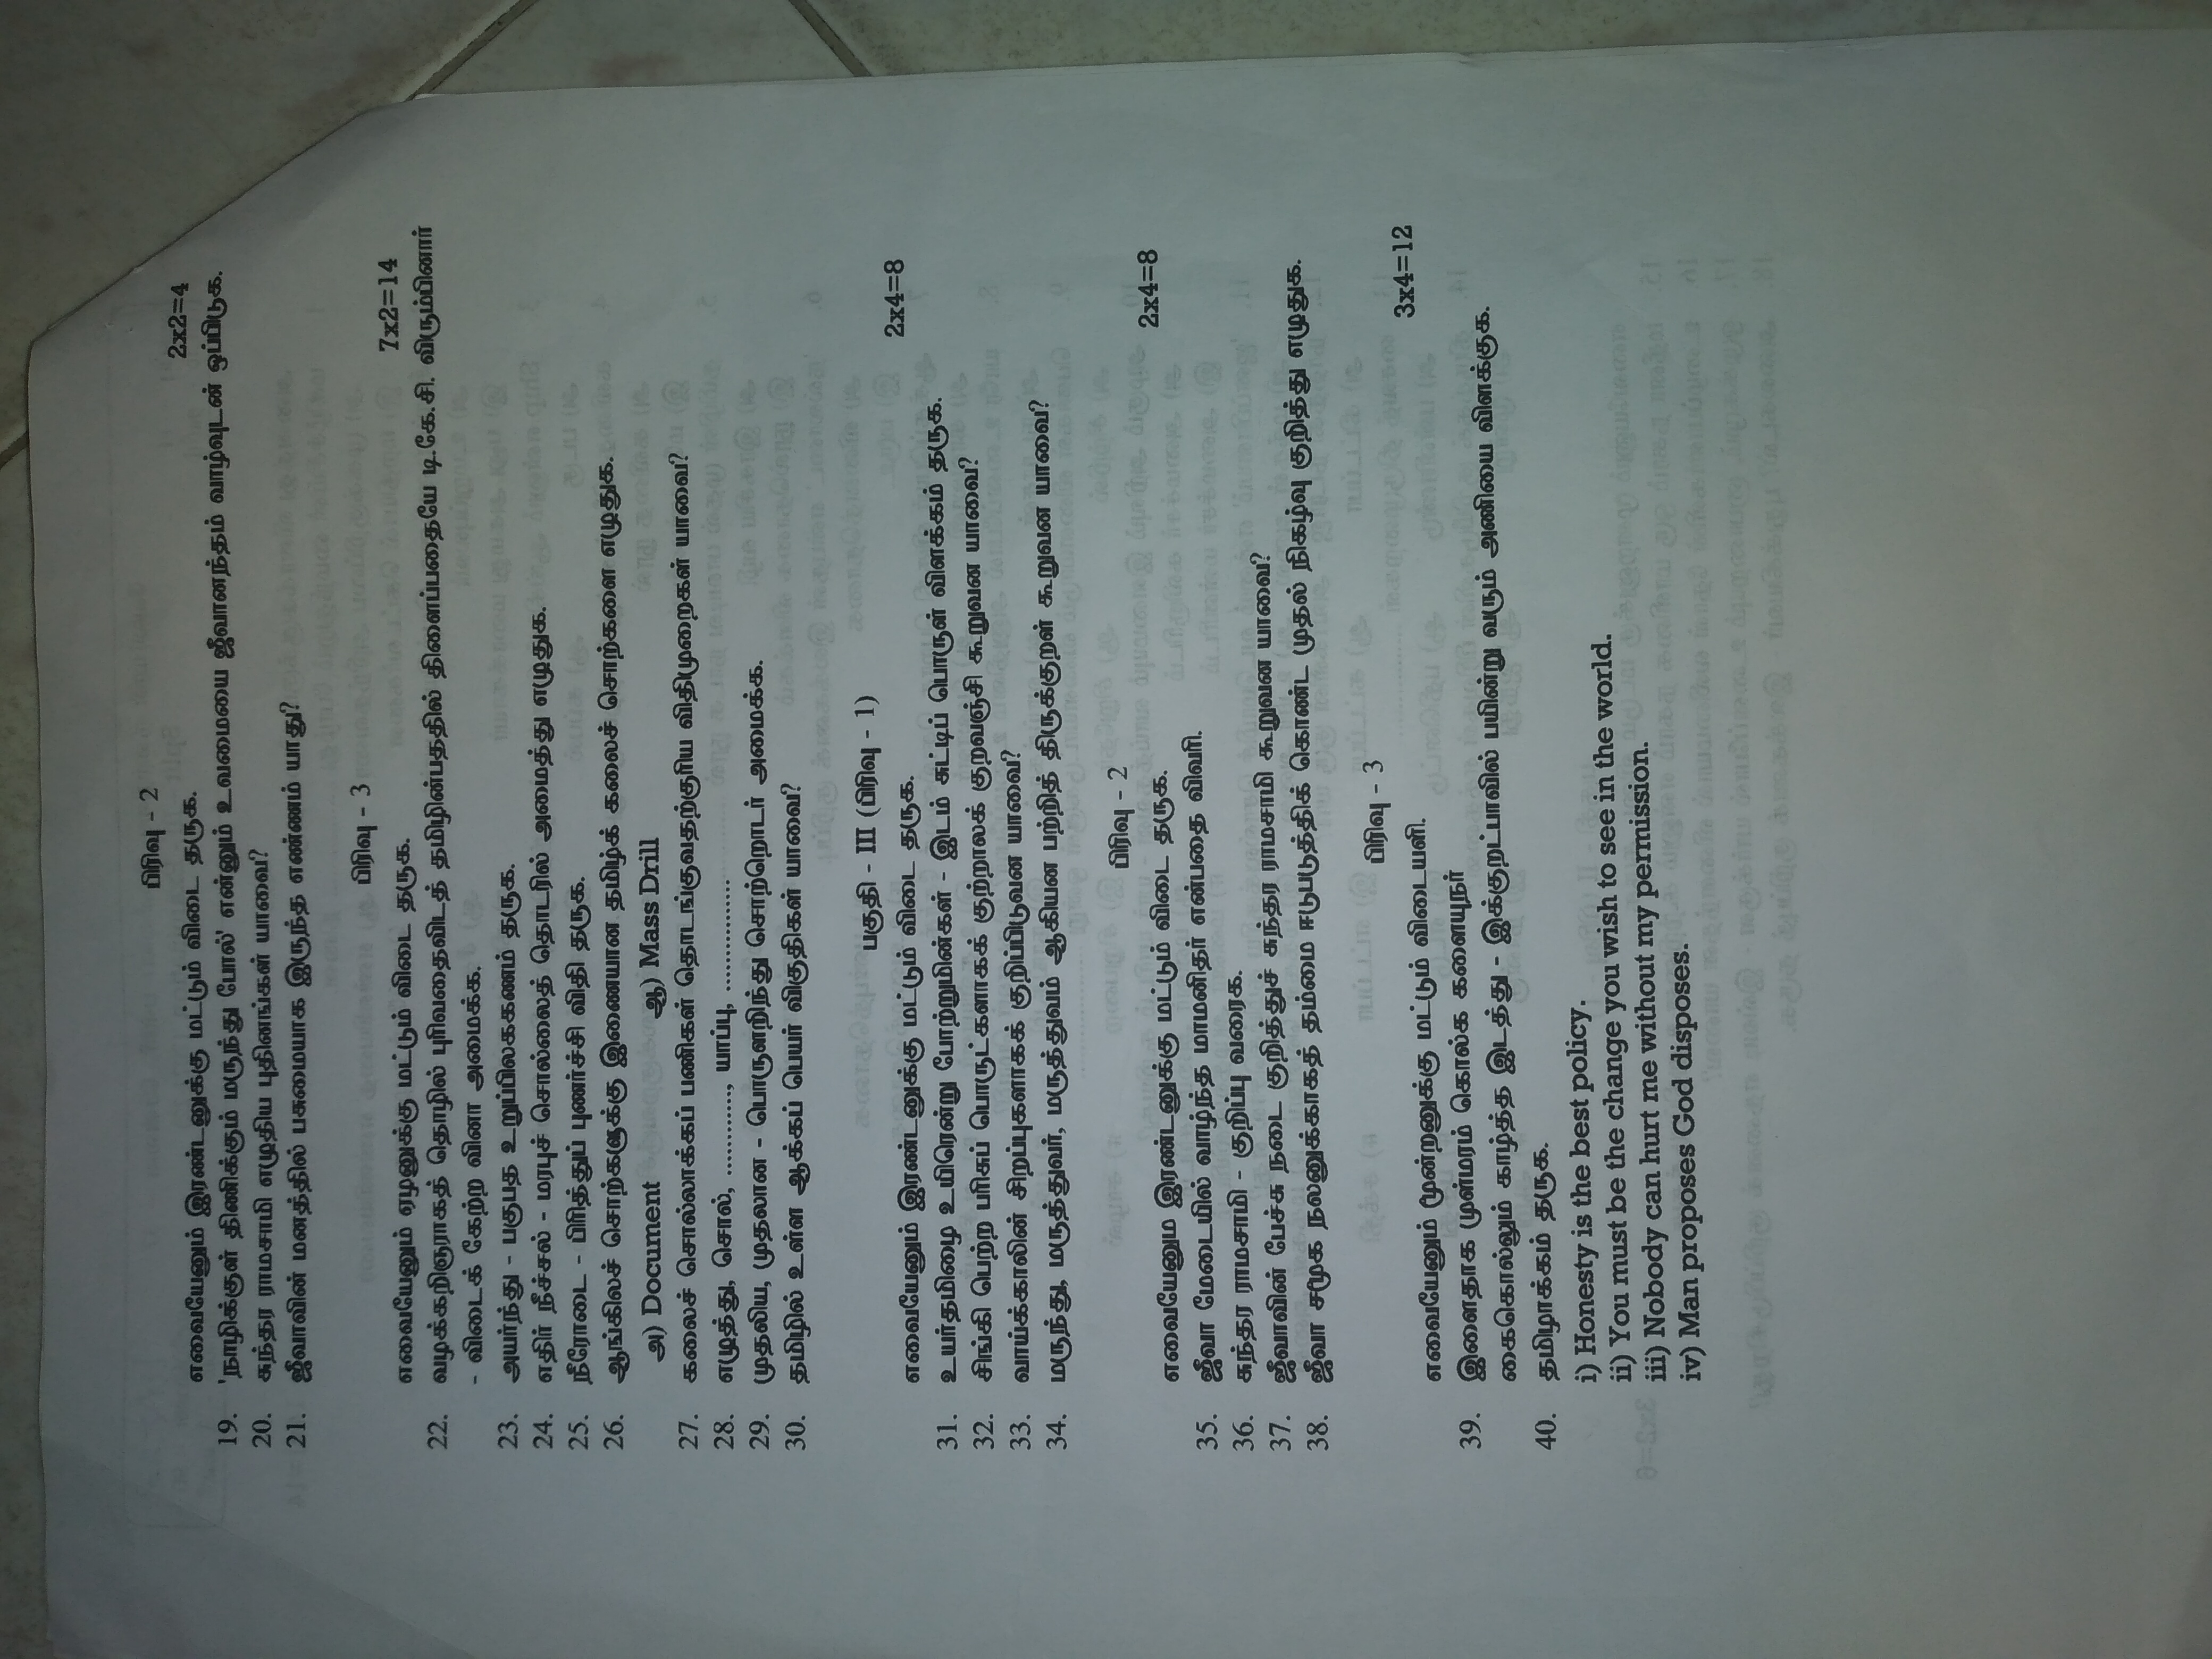 பிரிவு - 2
எவையேனும் இரண்டனுக்கு மட்டும் விடை தருக. 2x2=4
19. 'நாழிக்குள் திணிக்கும் மருந்து போல்' என்னும் உவமையை ஜீவானந்தம் வாழ்வுடன் ஒப்பிடுக.
20. சுந்தர ராமசாமி எழுதிய புதினங்கள் யாவை?
21. ஜீவாவின் மனத்தில் பசுமையாக இருந்த எண்ணம் யாது?
பிரிவு - 3
எவையேனும் ஏழனுக்கு மட்டும் விடை தருக. 7x2=14
22. வழக்கறிஞராகத் தொழில் புரிவதைவிடத் தமிழின்பததில் திளைப்பதையே டி.கே.சி. விரும்பினார்
- விடைக் கேற்ற வினா அமைக்க.
23. அயர்ந்து - பகுபத உறுப்பிலககணம் தருக.
24. எதிர் நீச்சல் - மரபுச் சொல்லைத் தொடரில் அமைத்து எழுதுக.
25. நீரோடை - பிரித்துப் புணர்ச்சி விதி தருக.
26. ஆங்கிலச் சொற்களுக்கு இணையான தமிழ்க் கலைச் சொற்களை எழுதுக.
அ) Document ஆ) Mass Drill
27. கலைச் சொல்லாக்கப் பணிகள் தொடங்குவதற்குரிய விதிமுறைகள் யாவை?
28. எழுத்து, சொல், ............, யாப்பு, ................
29. முதலிய, முதலான - பொருளறிந்து சொற்றொடர் அமைக்க.
30. தமிழில் உள்ள ஆக்கப் பெயர் விகுதிகள் யாவை?
பகுதி - III (பிரிவு - 1)
எவையேனும் இரண்டனுக்கு மட்டும் விடை தருக. 2x4=8
31. உயர்தமிழை உயிரென்று போற்றுமின்கள் - இடம் சுட்டிப் பொருள் விளக்கம் தருக.
32. சிங்கி பெற்ற பரிசுப் பொருட்களாகக் குற்றாலக் குறவஞ்சி கூறுவன யாவை?
33. வாய்க்காலின் சிறப்புகளாகக் குறிப்பிடுவன யாவை?
34. மருந்து, மருத்துவர், மருத்துவம் ஆகியன பற்றித் திருக்குறள் கூறுவன யாவை?
பிரிவு - 2
எவையேனும இரண்டனுக்கு மட்டும் விடை தருக. 2x4=8
35. ஜீவா மேடையில் வாழ்ந்த மாமனிதர் என்பதை விவரி.
36. சுந்தர ராமசாமி - குறிப்பு வரைக.
37. ஜீவாவின் பேச்சு நடை குறித்துச் சுந்தர ராமசாமி கூறுவன யாவை?
38. ஜீவா சமூக நலனுக்காகத் தம்மை ஈடுபடுத்திக் கொண்ட முதல் நிகழ்வு குறித்து எழுதுக.
பிரிவு - 3
எவையேனும் மூன்றனுக்கு மட்டும் விடையளி. 3x4=12
39. இளைதாக முள்மரம் கொல்க களையுநர்
கைகொல்லும் காழ்த்த இடத்து - இக்குறட்பாவில் பயின்று வரும் அணியை விளக்குக.
40. தமிழாக்கம் தருக.
i) Honesty is the best policy.
ii) You must be the change you wish to see in the world.
iii) Nobody can hurt me without my permission.
iv) Man proposes God disposes.